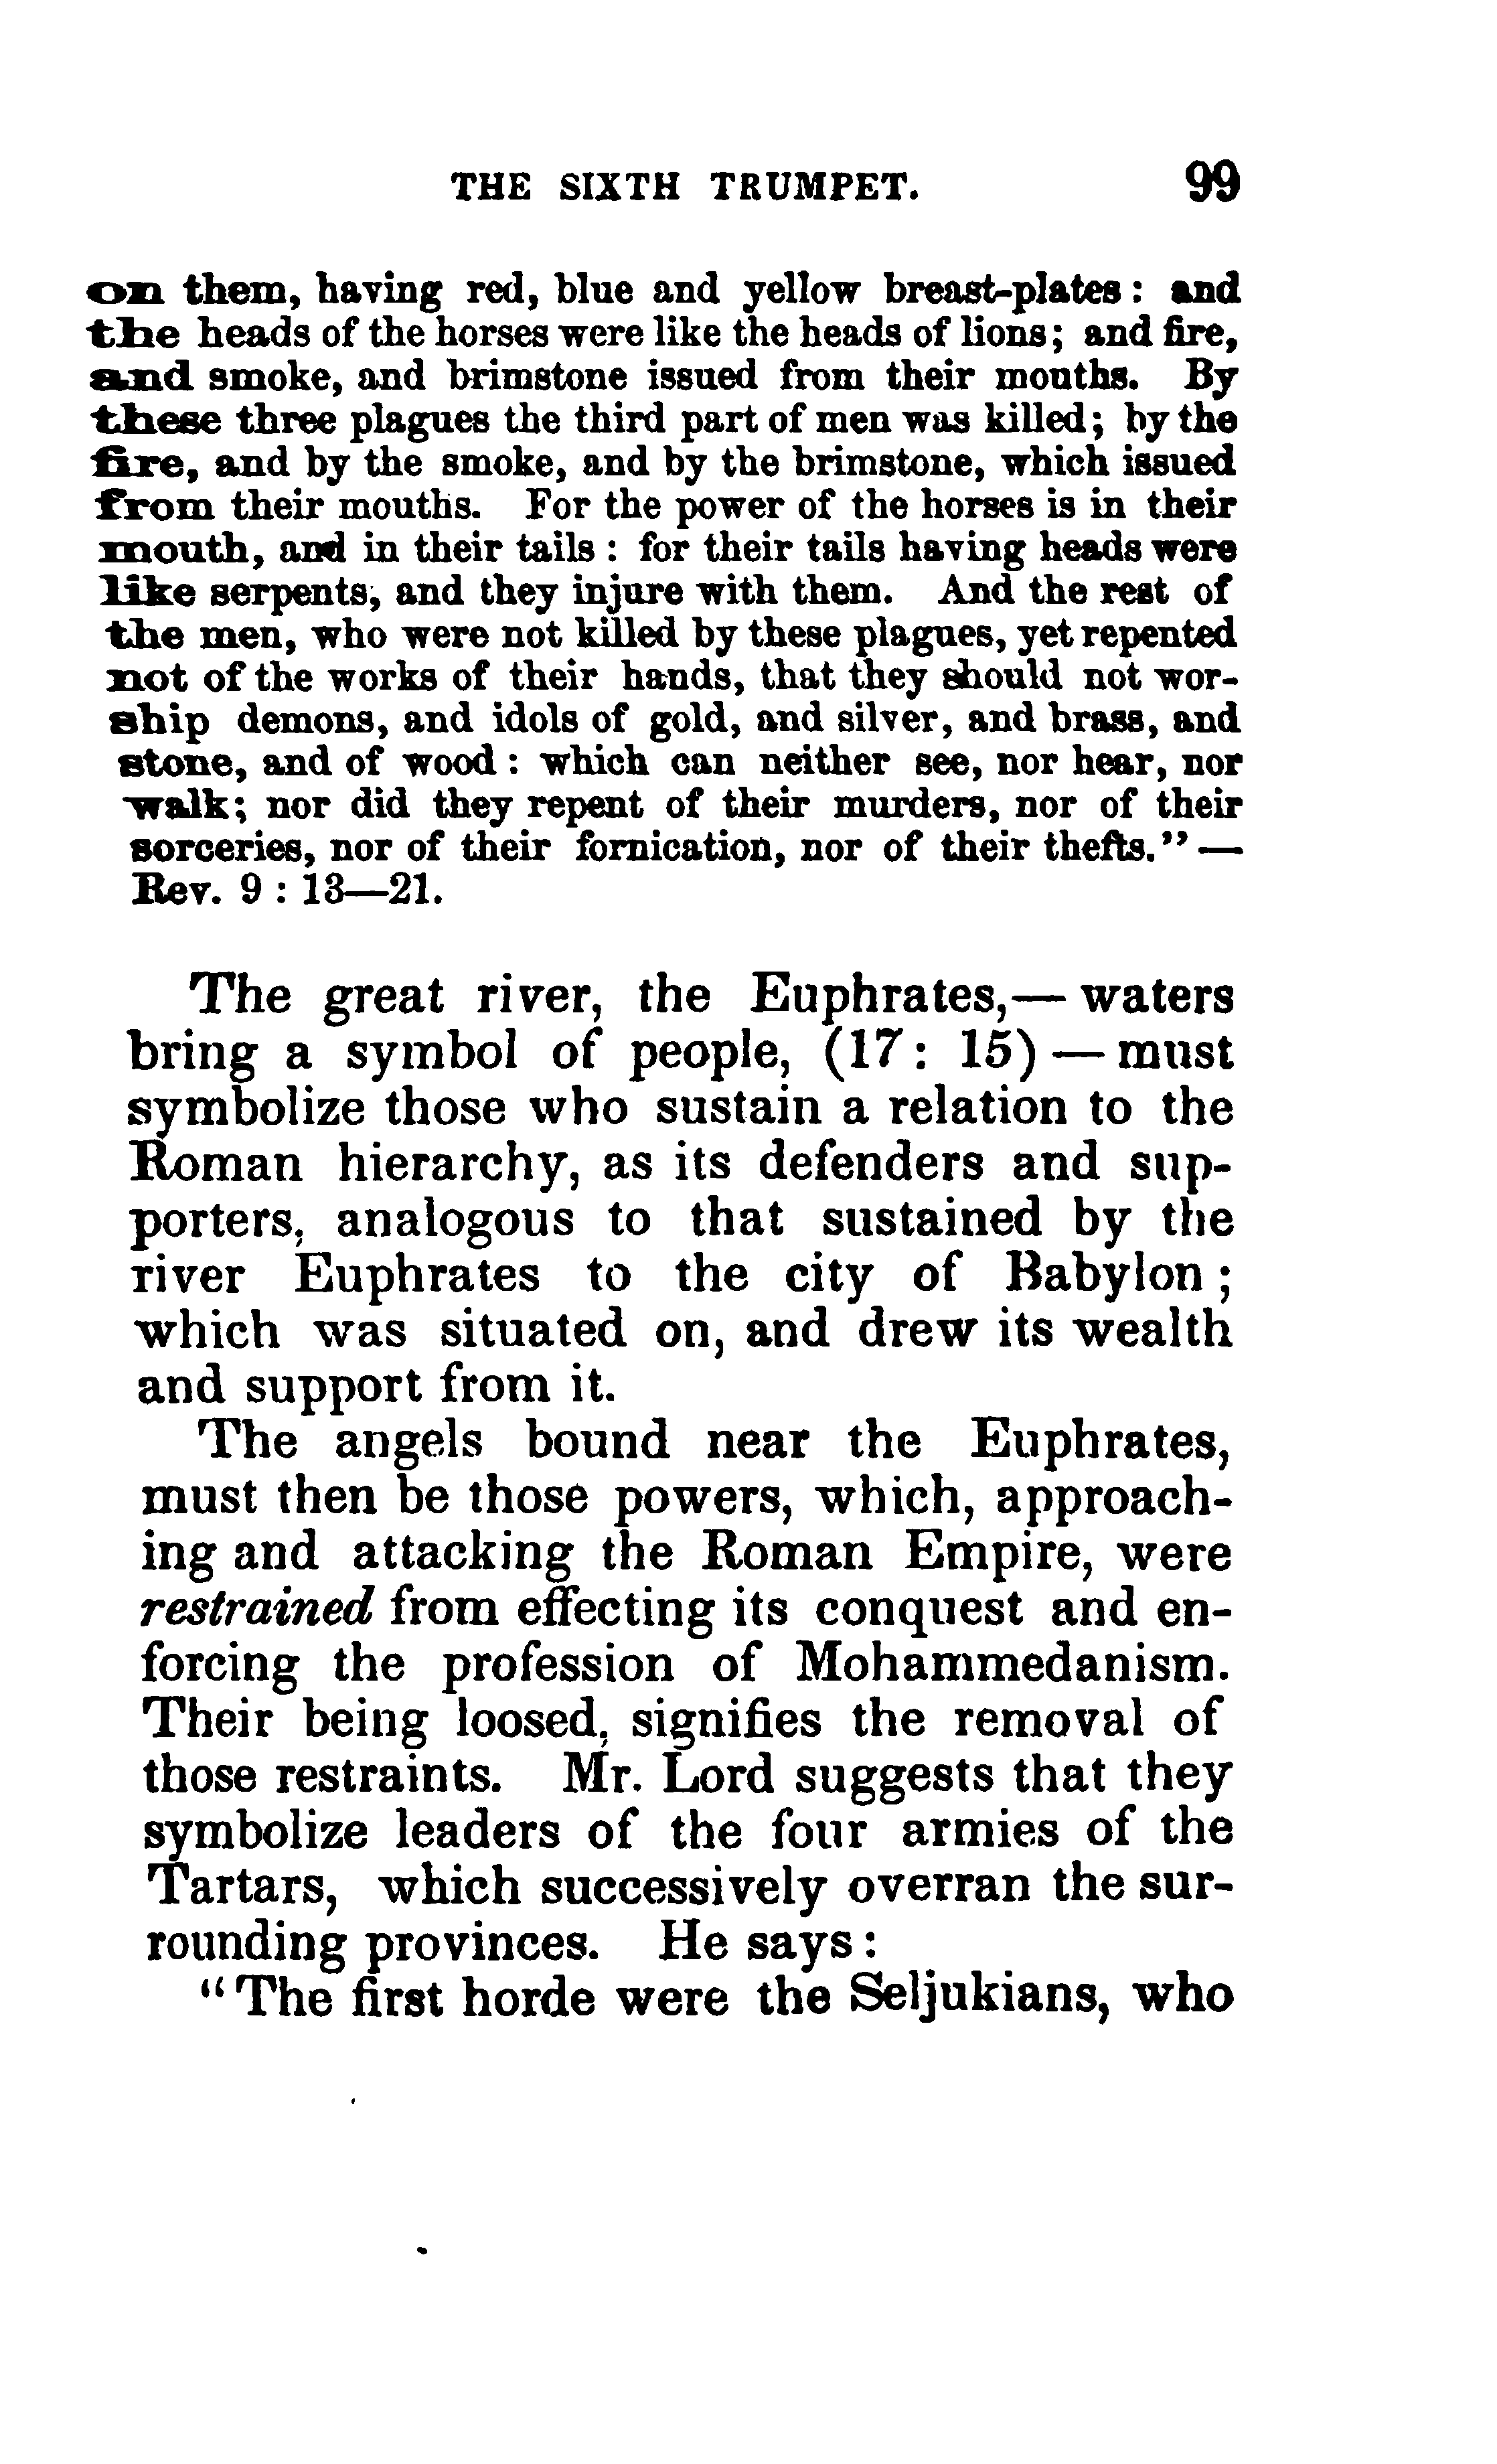 THE SIXTH TRUMPET. 99
on them, having red, blue and yellow breast-plates: and
the heads of the horses were like the heads of lions; and fire,
and smoke, and brimstone issued from their mouths. By
these three plagues the third part of men was killed; by the
fire, and by the smoke, and by the brimstone, which issued
from their mouths. For the power of the horses is in their
mouth, and in their tails: for their tails having heads were
like serpents, and they injure with them. And the rest of
the men, who were not killed by these plagues, yet repented
not of the works of their hands, that they should not wor-
ship demons, and idols of gold, and silver, and brass, and
stone, and of wood: which can neither see, nor hear, nor
walk; nor did they repent of their murders, nor of their
sorceries, nor of their fornication, nor of their thefts."—
Rev. 9: 13—21.
The great river, the Euphrates,— waters
bring a symbol of people, (17: 15) — must
symbolize those who sustain a relation to the
Roman hierarchy, as its defenders and sup-
porters, analogous to that sustained by the
river Euphrates to the city of Babylon;
which was situated on, and drew its wealth
and support from it.
The angels bound near the Euphrates,
must then be those powers, which, approach-
ing and attacking the Roman Empire, were
restrained from effecting its conquest and en-
forcing the profession of Mohammedanism.
Their being loosed, signifies the removal of
those restraints. Mr. Lord suggests that they
symbolize leaders of the four armies of the
Tartars, which successively overran the sur-
rounding provinces. He says:
"The first horde were the Seljukians, who